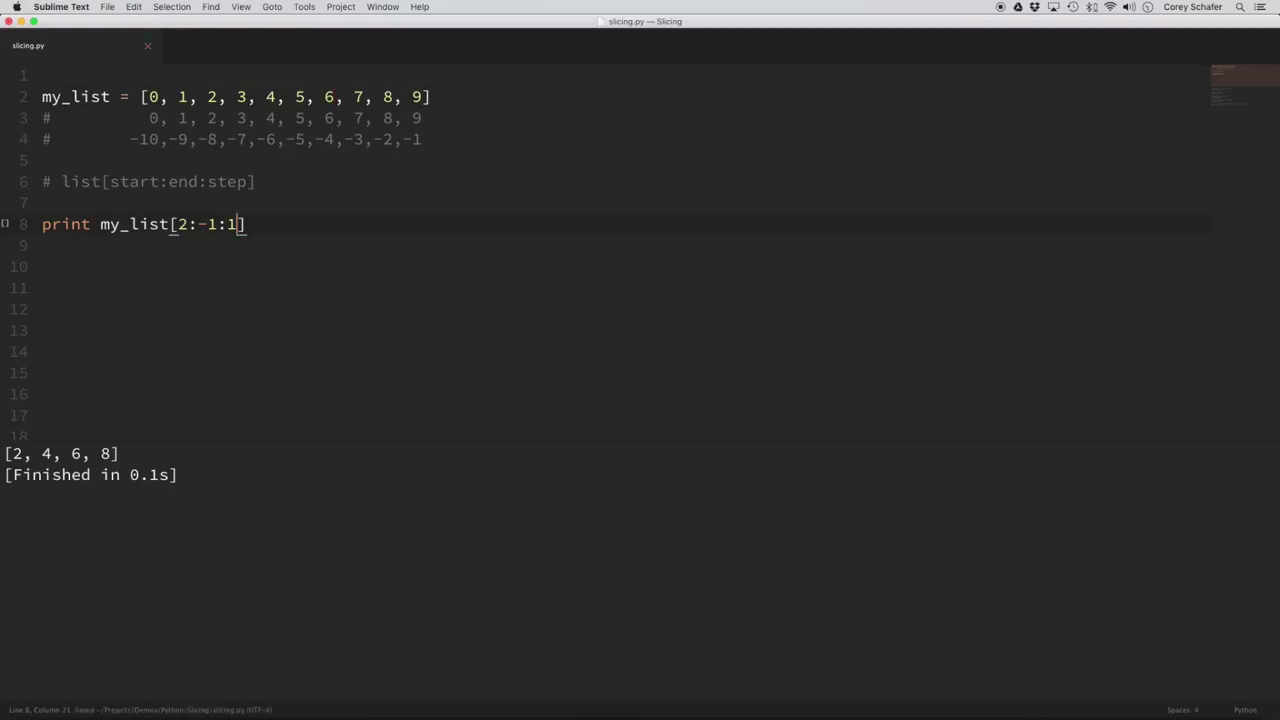 Sublime Text File Edit Selection Find View Goto Tools Project Window Help Corey Schafer
slicing.py — Slicing
slicing.py
1
2 my_list = [0, 1, 2, 3, 4, 5, 6, 7, 8, 9]
3 # 0, 1, 2, 3, 4, 5, 6, 7, 8, 9
4 # -10,-9,-8,-7,-6,-5,-4,-3,-2,-1
5
6 # list[start:end:step]
7
8 print my_list[2:-1:1]
9
10
11
12
13
14
15
16
17
18
[2, 4, 6, 8]
[Finished in 0.1s]
Line 8, Column 21 Saved ~/Projects/Demos/Python/Slicing/slicing.py (UTF-8) Spaces: 4 Python